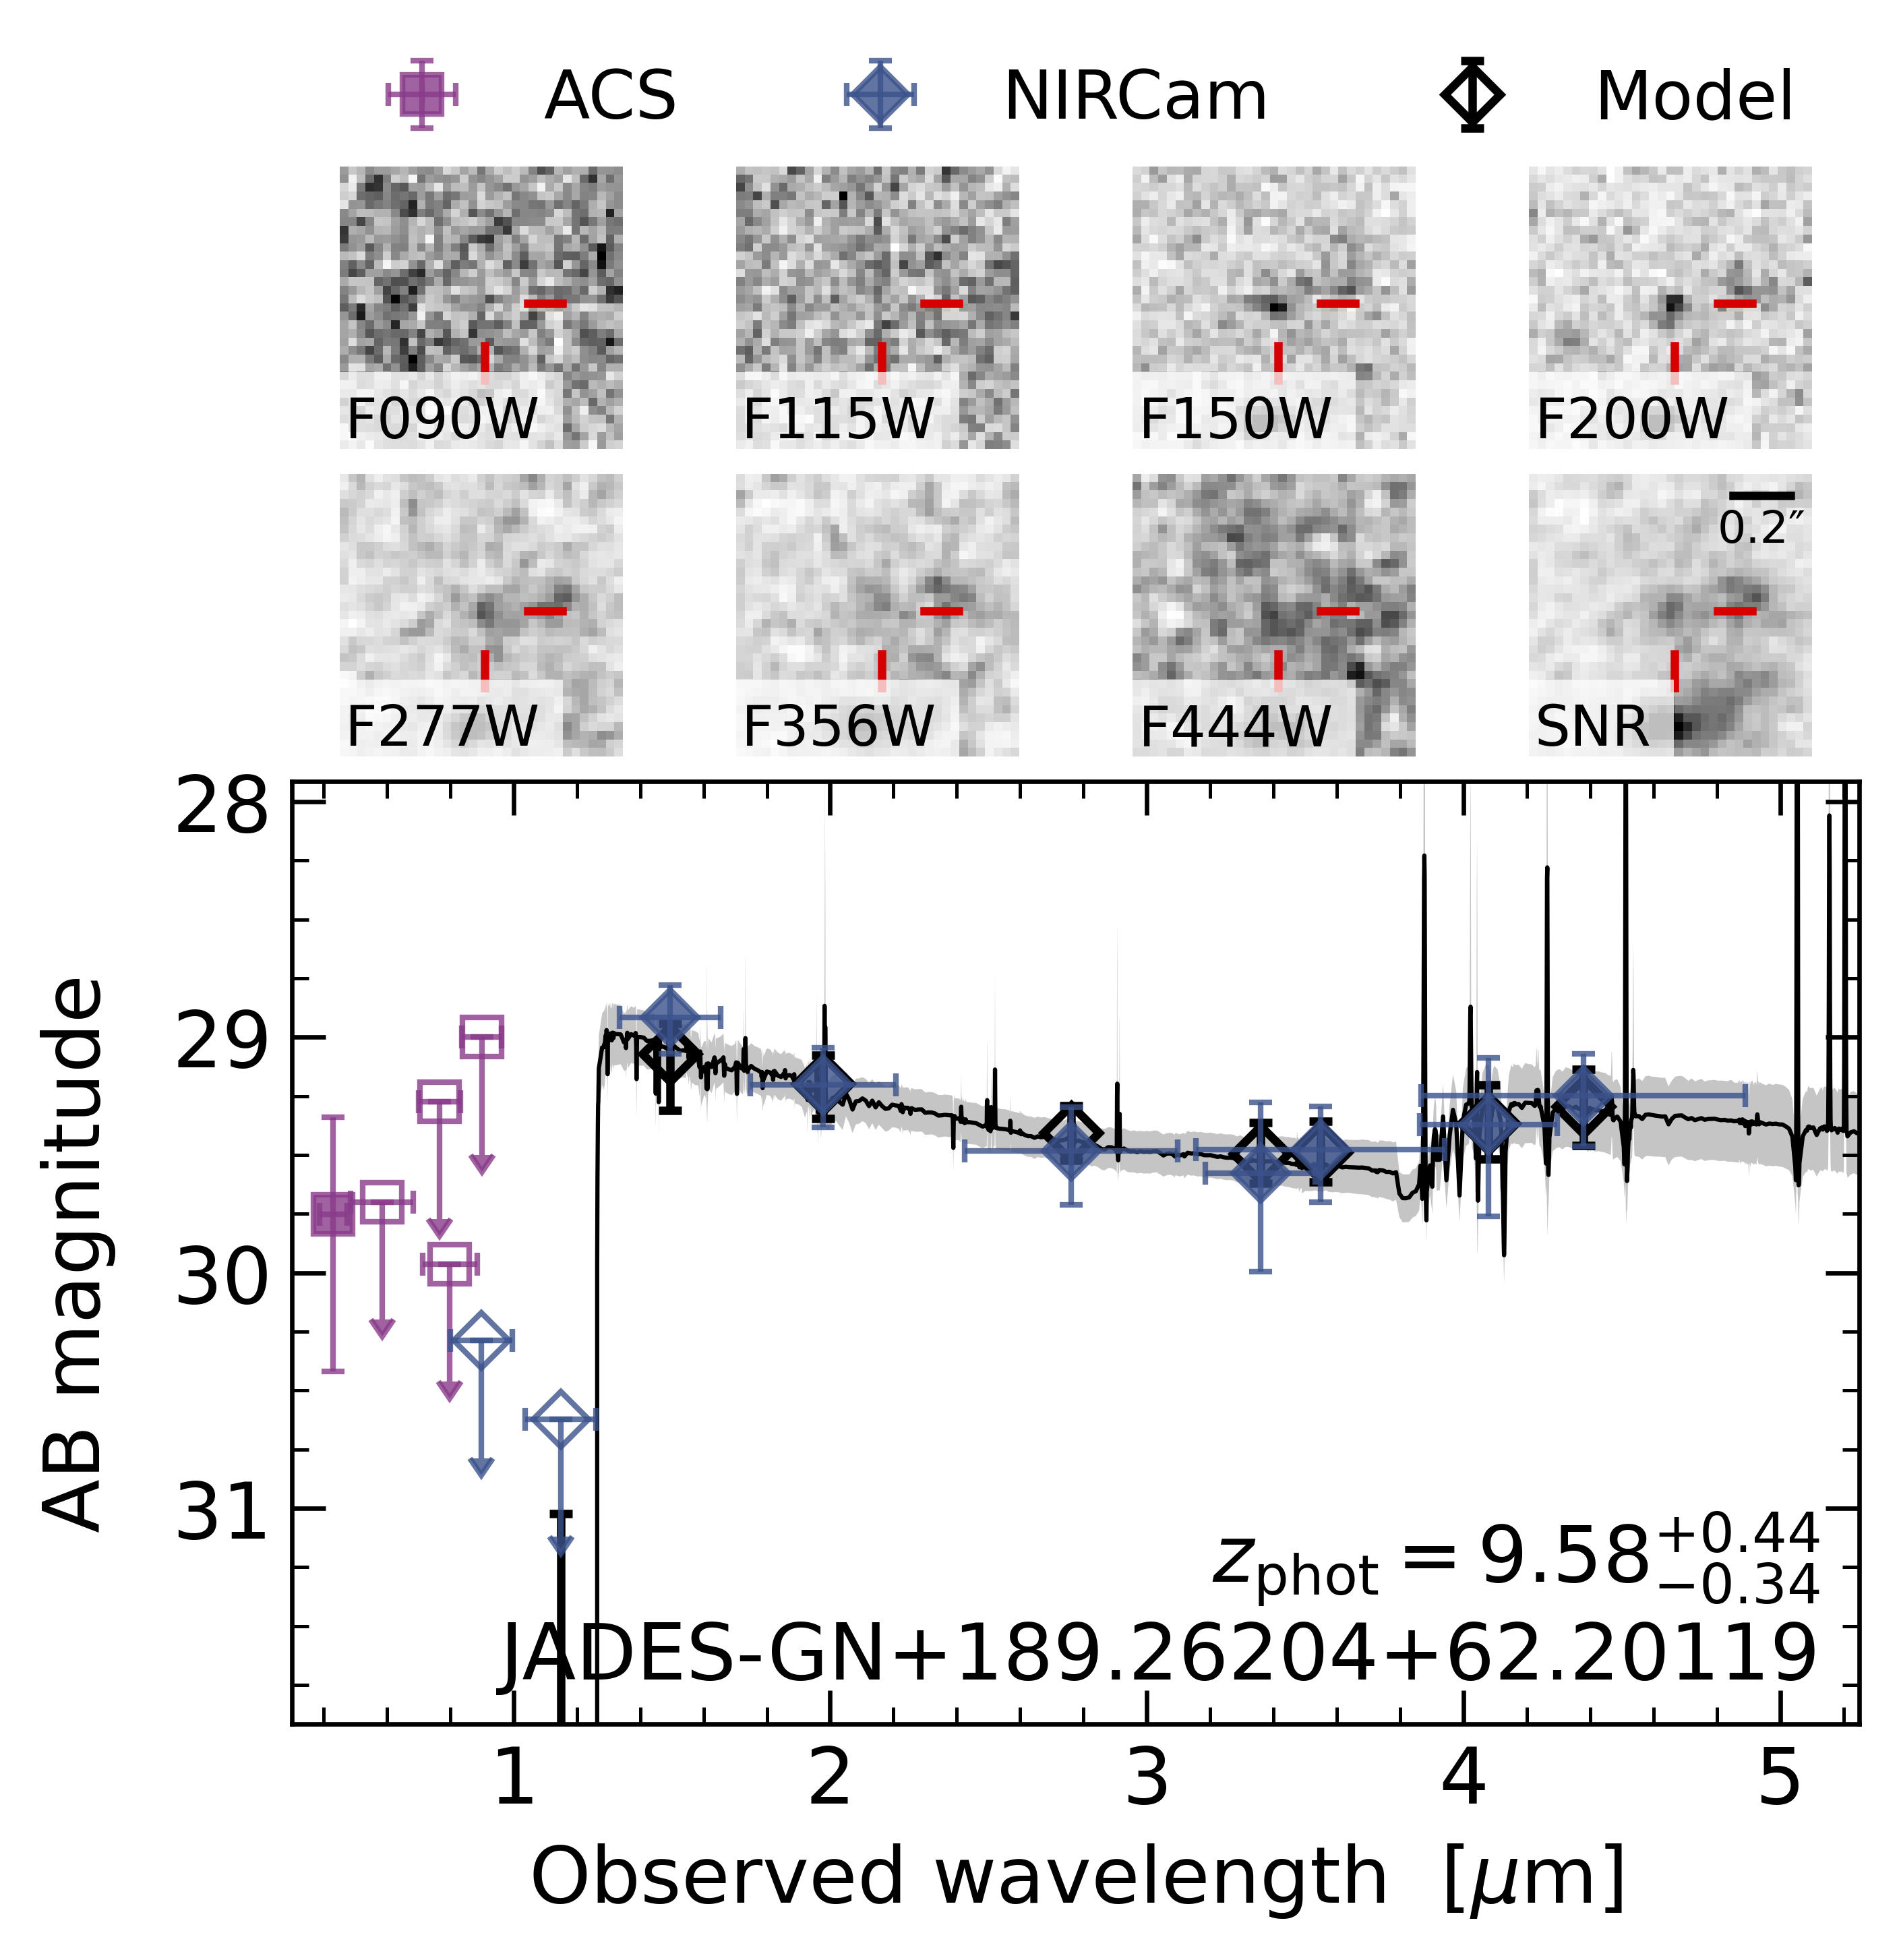 ACS NIRCam Model
F090W F115W F150W F200W
0.2″
F277W F356W F444W SNR
28
29
30
31
AB magnitude
z_phot = 9.58 +0.44 −0.34
JADES-GN+189.26204+62.20119
1 2 3 4 5
Observed wavelength [μm]